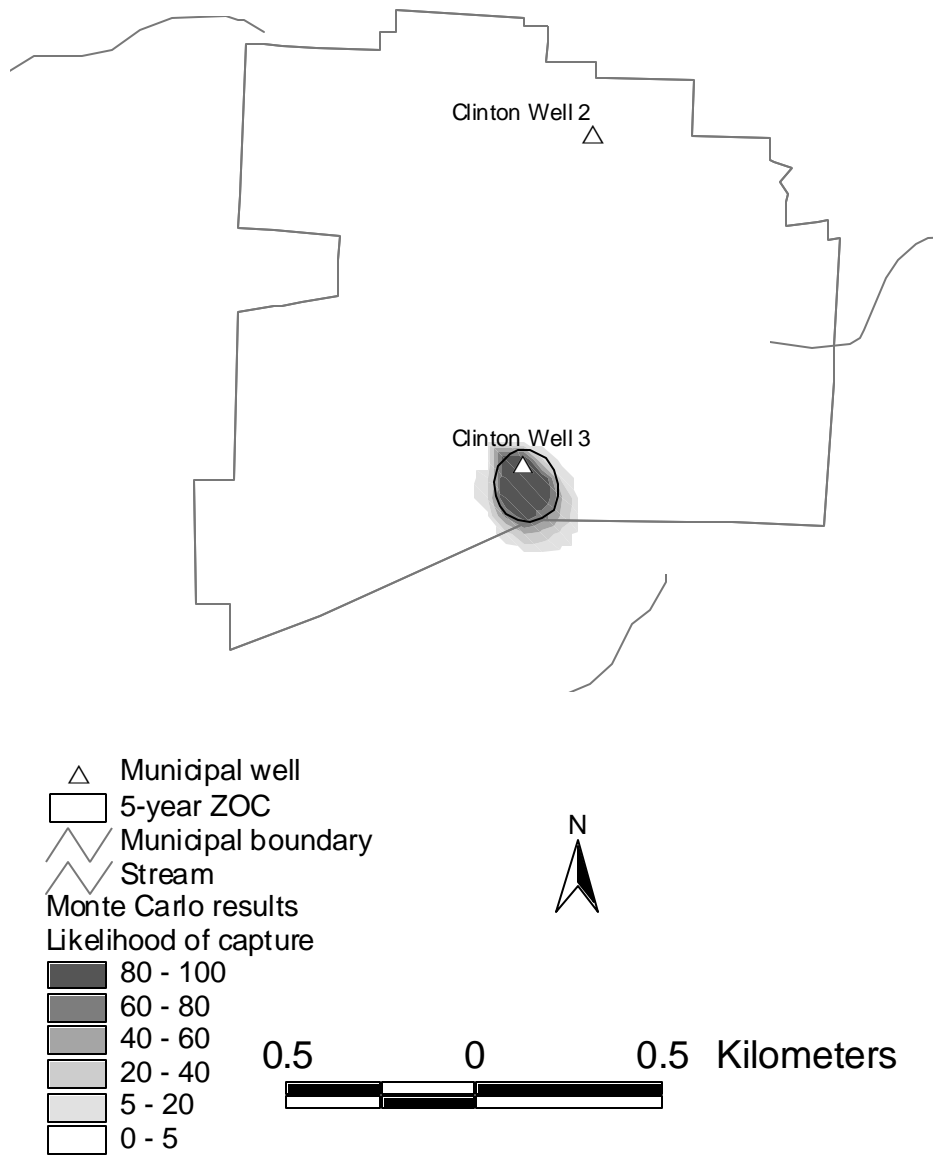 Clinton Well 2
Clinton Well 3
Municipal well
5-year ZOC
Municipal boundary
Stream
Monte Carlo results
Likelihood of capture
80 - 100
60 - 80
40 - 60
20 - 40
5 - 20
0 - 5
N
0.5 0 0.5 Kilometers